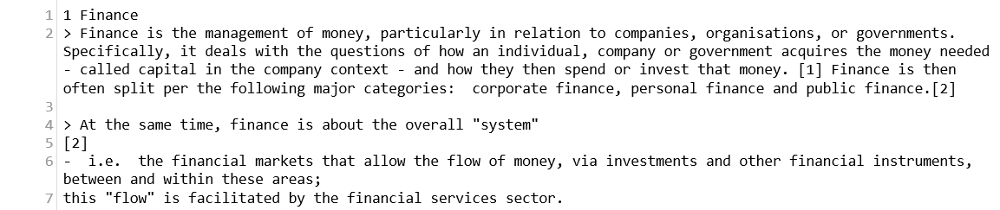 1 1 Finance
2 > Finance is the management of money, particularly in relation to companies, organisations, or governments.
Specifically, it deals with the questions of how an individual, company or government acquires the money needed
- called capital in the company context - and how they then spend or invest that money. [1] Finance is then
often split per the following major categories:  corporate finance, personal finance and public finance.[2]
3
4 > At the same time, finance is about the overall "system"
5 [2]
6 -  i.e.  the financial markets that allow the flow of money, via investments and other financial instruments,
between and within these areas;
7 this "flow" is facilitated by the financial services sector.